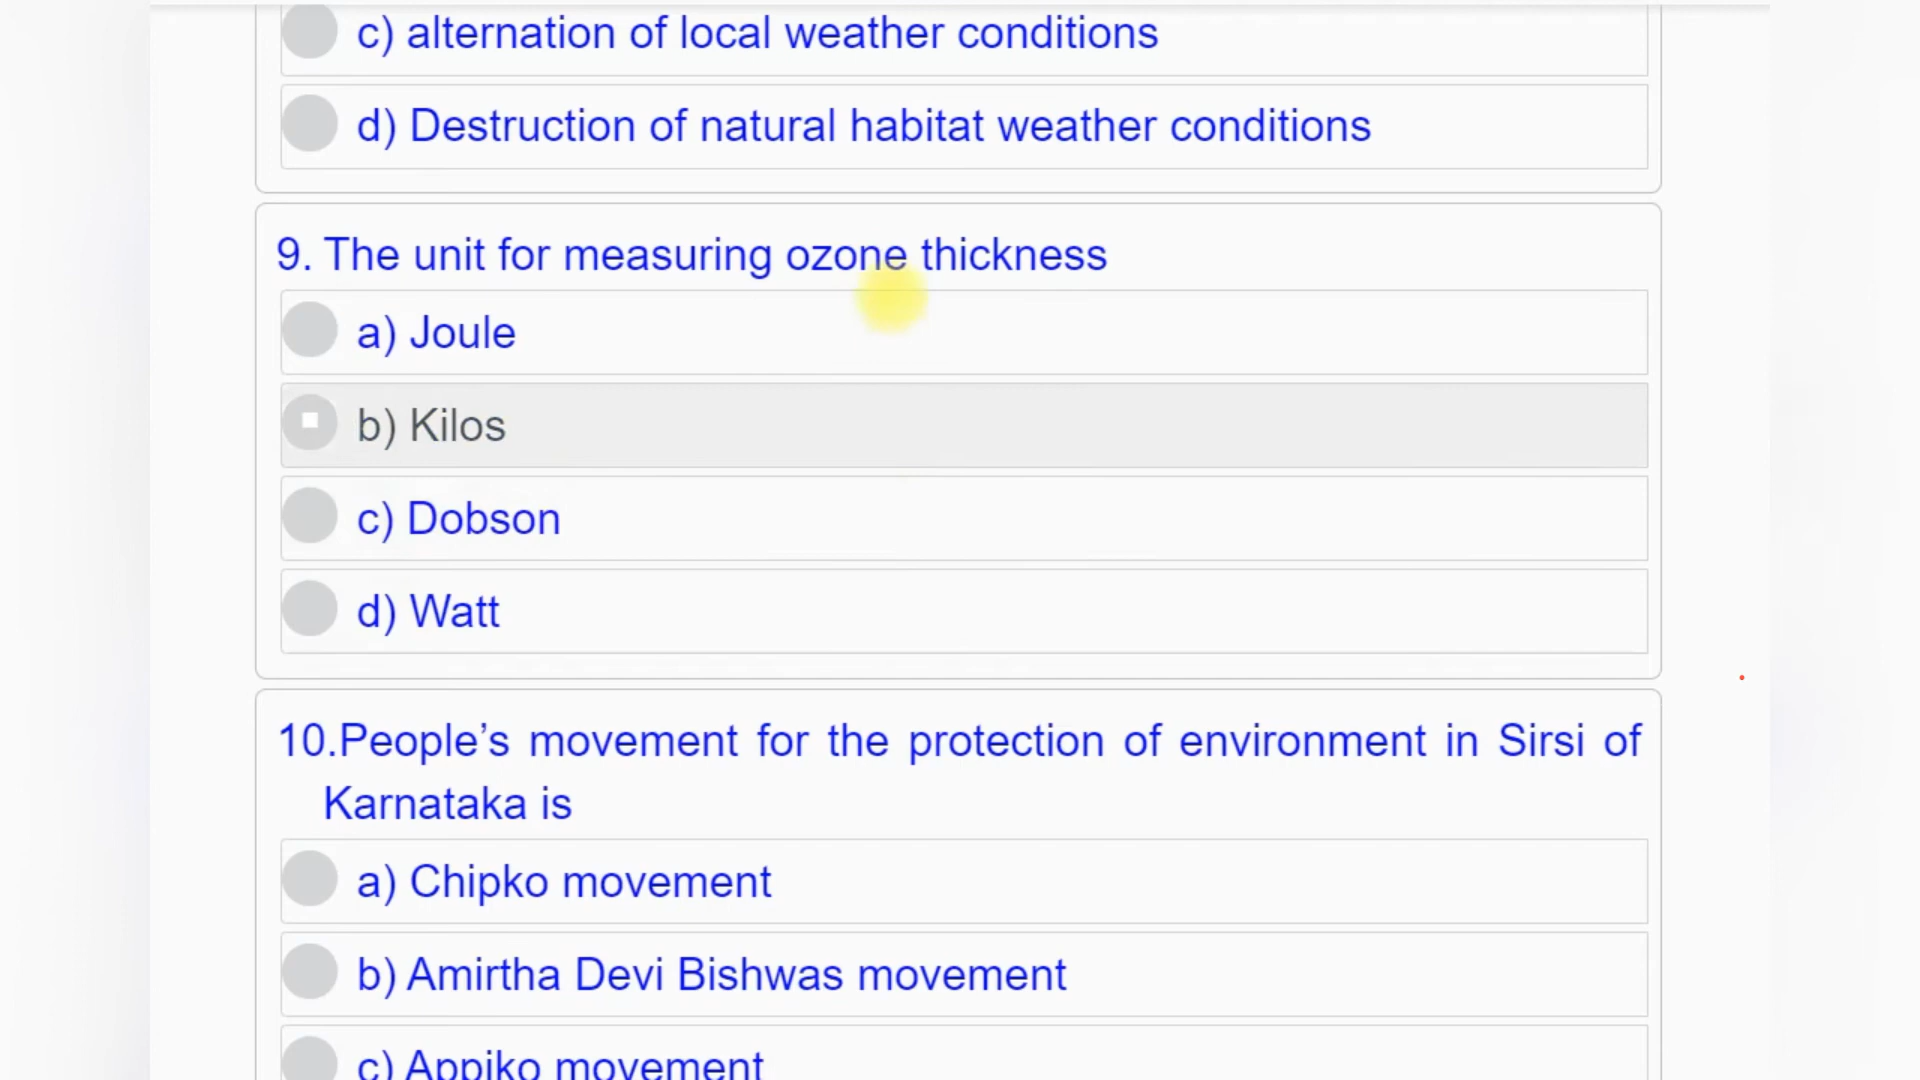 c) alternation of local weather conditions
d) Destruction of natural habitat weather conditions
9. The unit for measuring ozone thickness
a) Joule
b) Kilos
c) Dobson
d) Watt
10.People’s movement for the protection of environment in Sirsi of
Karnataka is
a) Chipko movement
b) Amirtha Devi Bishwas movement
c) Appiko movement